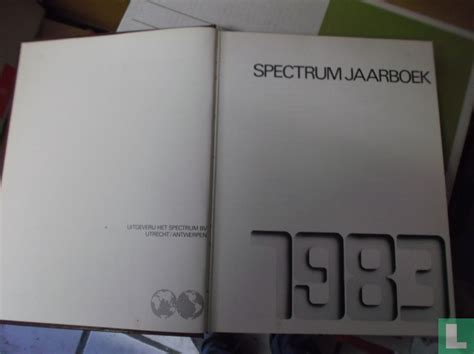 UITGEVERIJ HET SPECTRUM BV
UTRECHT/ANTWERPEN
SPECTRUM JAARBOEK
1983
L